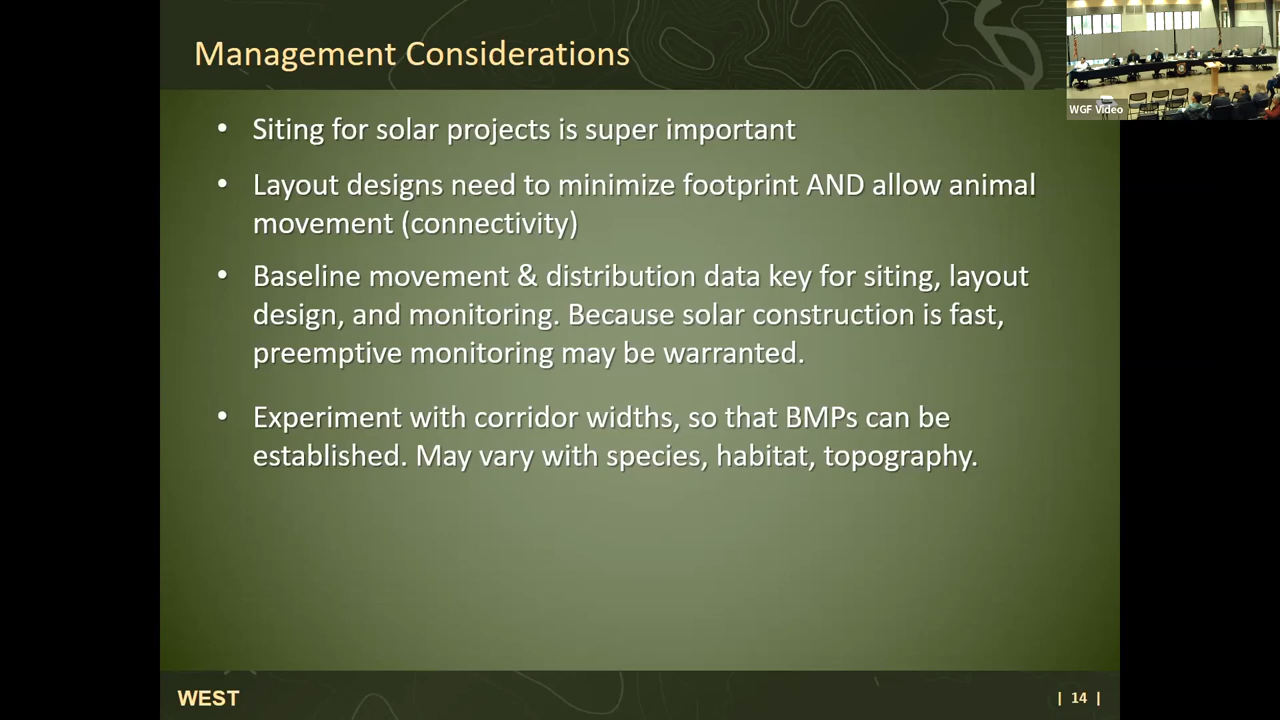 Management Considerations
WGF Video
• Siting for solar projects is super important
• Layout designs need to minimize footprint AND allow animal
movement (connectivity)
• Baseline movement & distribution data key for siting, layout
design, and monitoring. Because solar construction is fast,
preemptive monitoring may be warranted.
• Experiment with corridor widths, so that BMPs can be
established. May vary with species, habitat, topography.
WEST
| 14 |